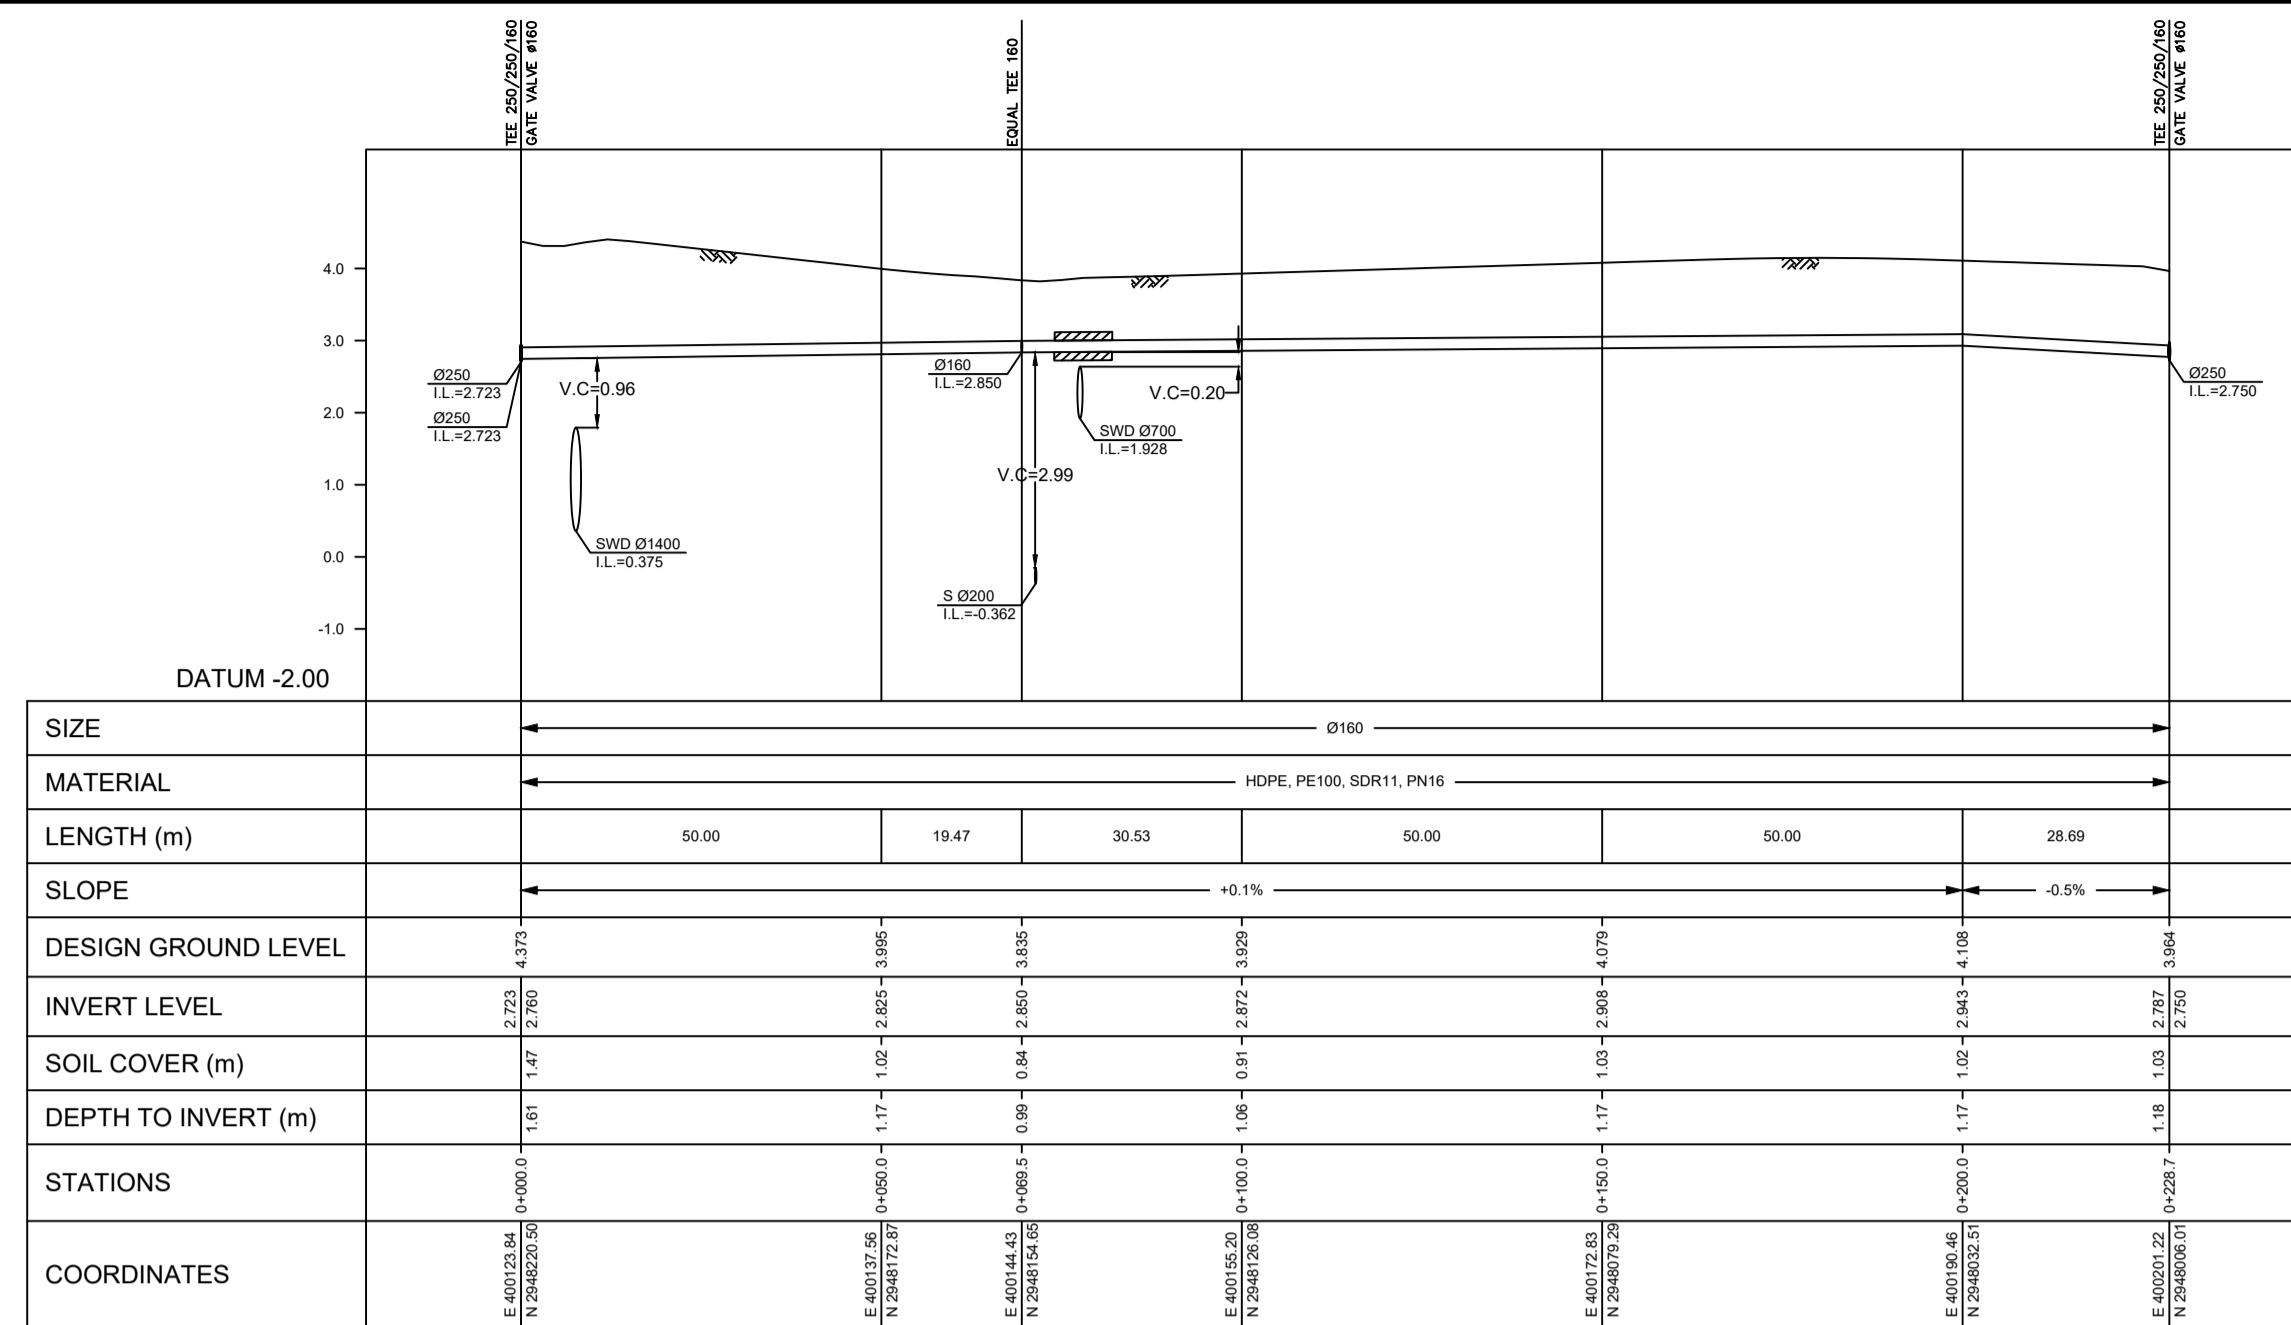 TEE 250/250/160
GATE VALVE ø160
EQUAL TEE 160
TEE 250/250/160
GATE VALVE ø160
4.0
3.0
2.0
1.0
0.0
-1.0
DATUM -2.00
Ø250
I.L.=2.723
Ø250
I.L.=2.723
V.C=0.96
SWD Ø1400
I.L.=0.375
Ø160
I.L.=2.850
V.C=2.99
S Ø200
I.L.=-0.362
SWD Ø700
I.L.=1.928
V.C=0.20
Ø250
I.L.=2.750
SIZE
Ø160
MATERIAL
HDPE, PE100, SDR11, PN16
LENGTH (m)
50.00
19.47
30.53
50.00
50.00
28.69
SLOPE
+0.1%
-0.5%
DESIGN GROUND LEVEL
4.373
3.995
3.835
3.929
4.079
4.108
3.964
INVERT LEVEL
2.723
2.760
2.825
2.850
2.872
2.908
2.943
2.787
2.750
SOIL COVER (m)
1.47
1.02
0.84
0.91
1.03
1.02
1.03
DEPTH TO INVERT (m)
1.61
1.17
0.99
1.06
1.17
1.17
1.18
STATIONS
0+000.0
0+050.0
0+069.5
0+100.0
0+150.0
0+200.0
0+228.7
COORDINATES
E 400123.84
N 2948220.50
E 400137.56
N 2948172.87
E 400144.43
N 2948154.65
E 400155.20
N 2948126.08
E 400172.83
N 2948079.29
E 400190.46
N 2948032.51
E 400201.22
N 2948006.01